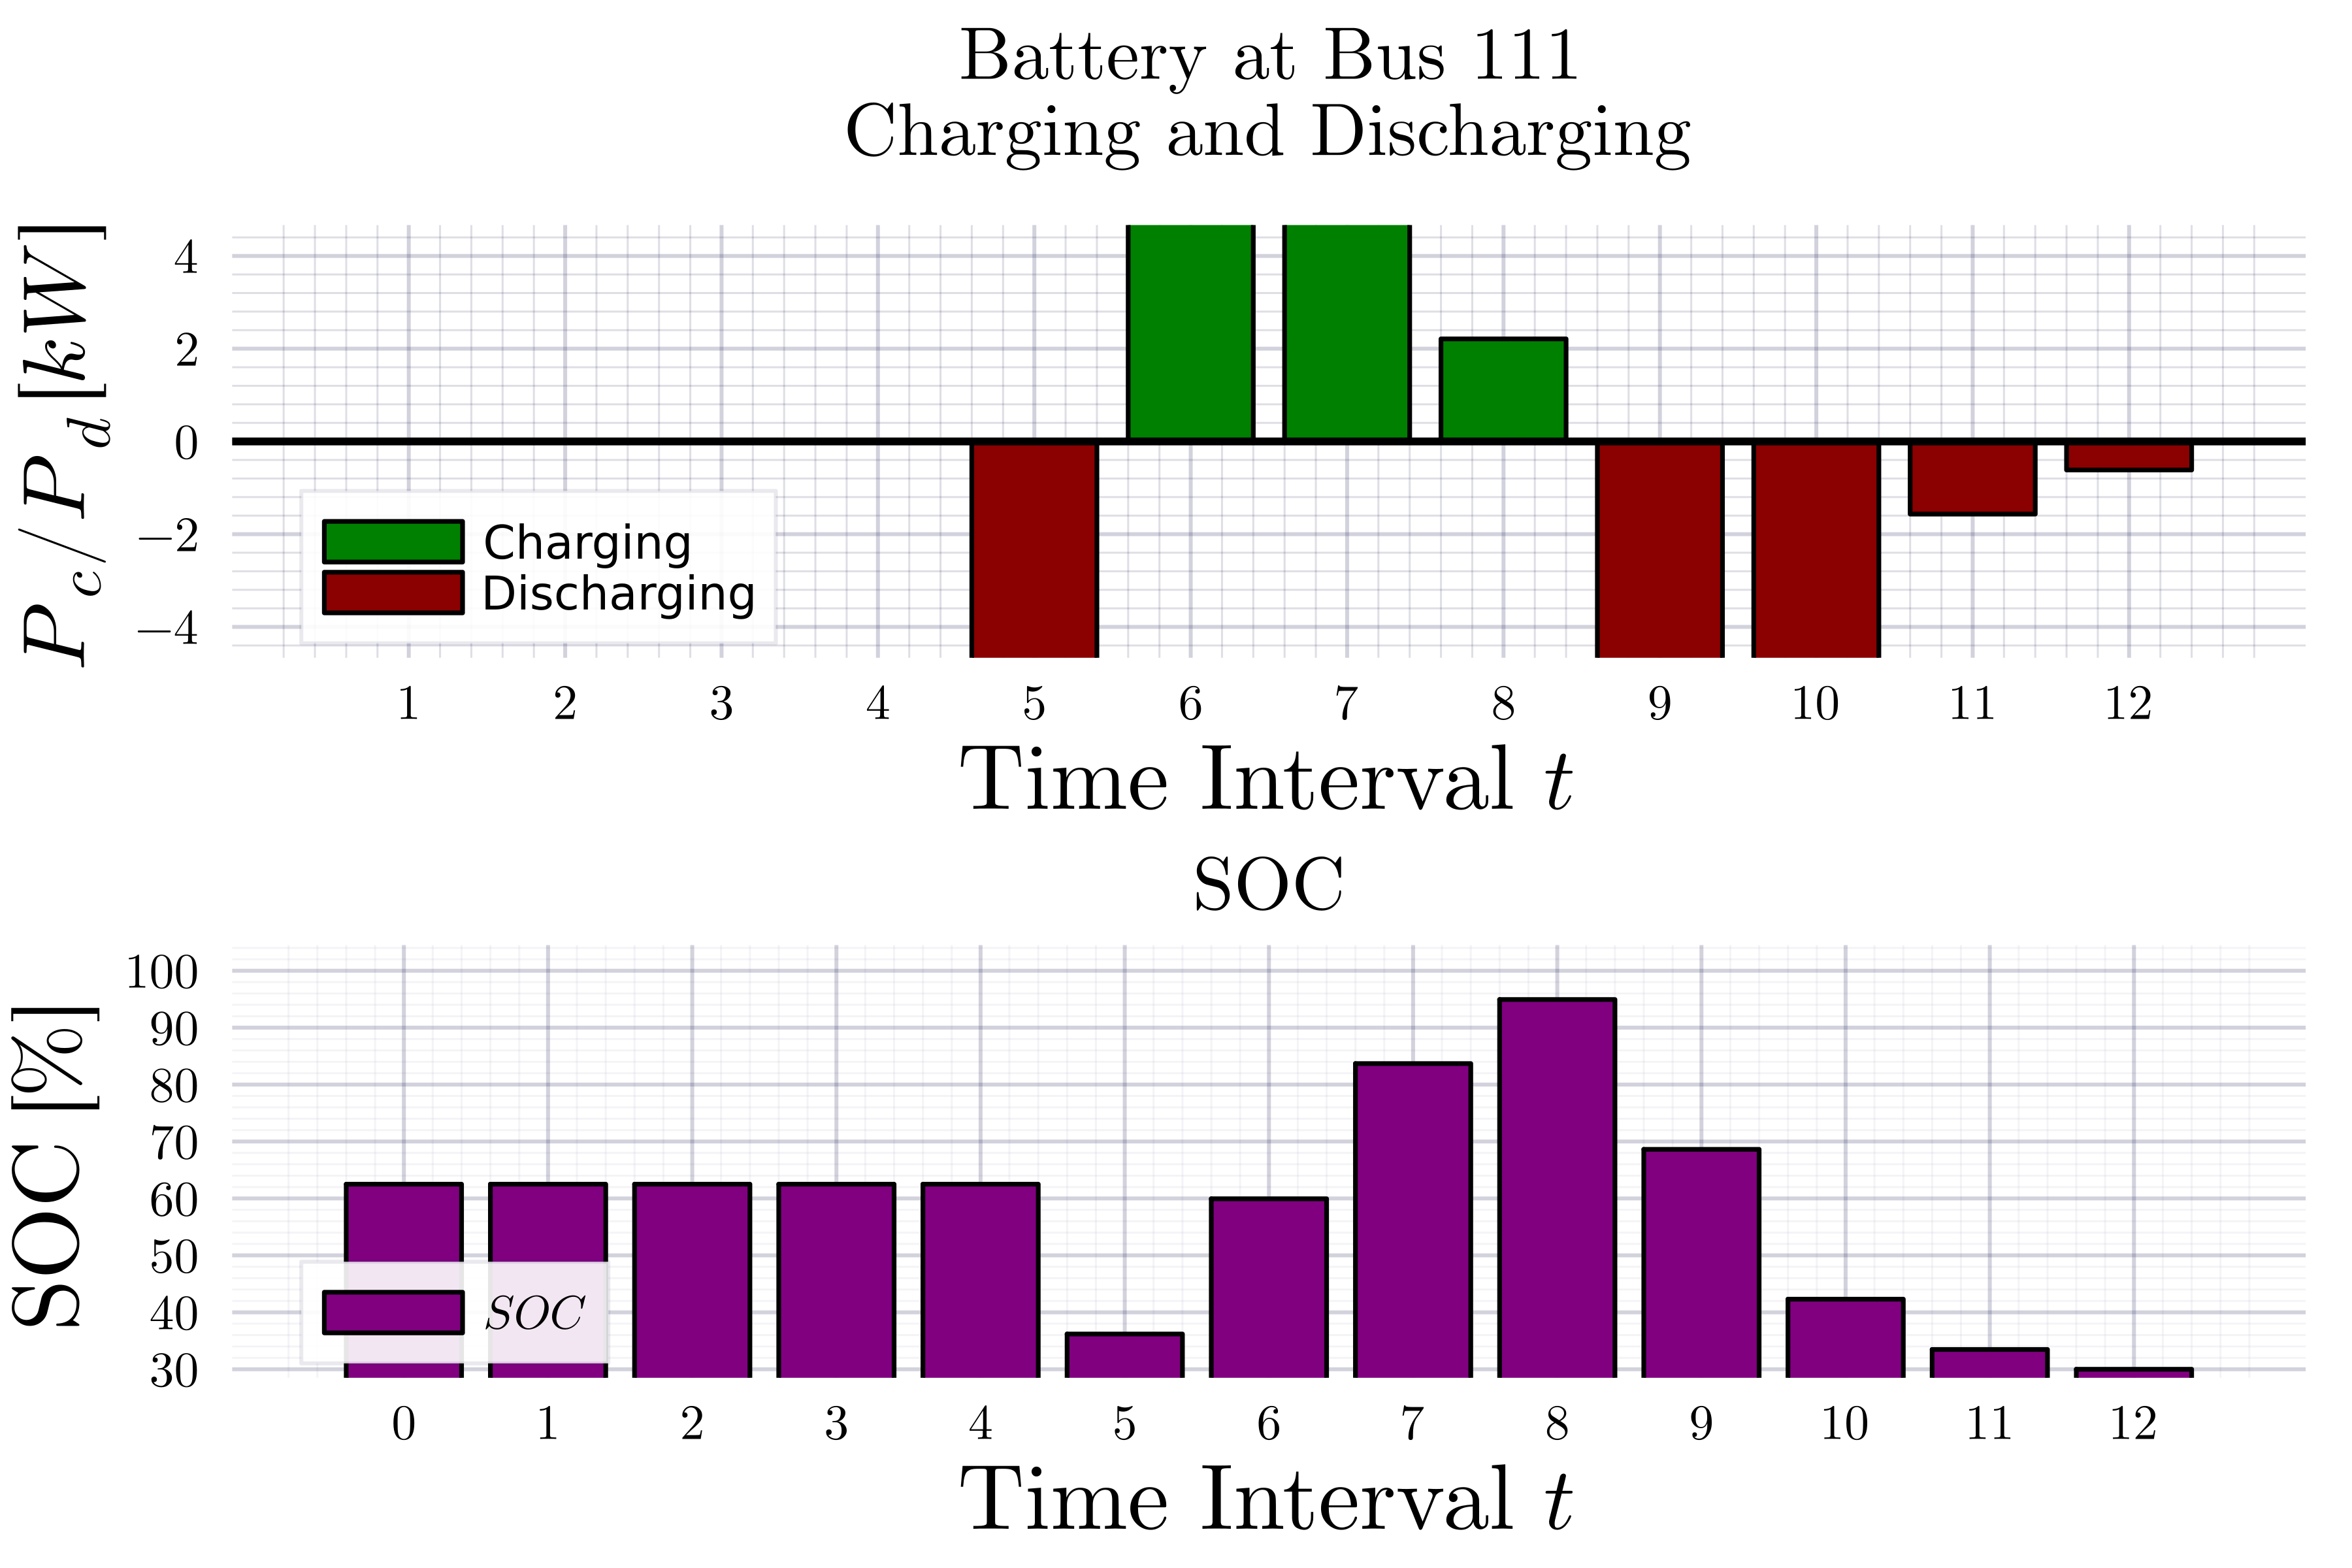 Battery at Bus 111
Charging and Discharging
P_c/P_d [kW]
4
2
0
−2
−4
Charging
Discharging
1 2 3 4 5 6 7 8 9 10 11 12
Time Interval t
SOC
SOC [%]
100
90
80
70
60
50
40
30
SOC
0 1 2 3 4 5 6 7 8 9 10 11 12
Time Interval t